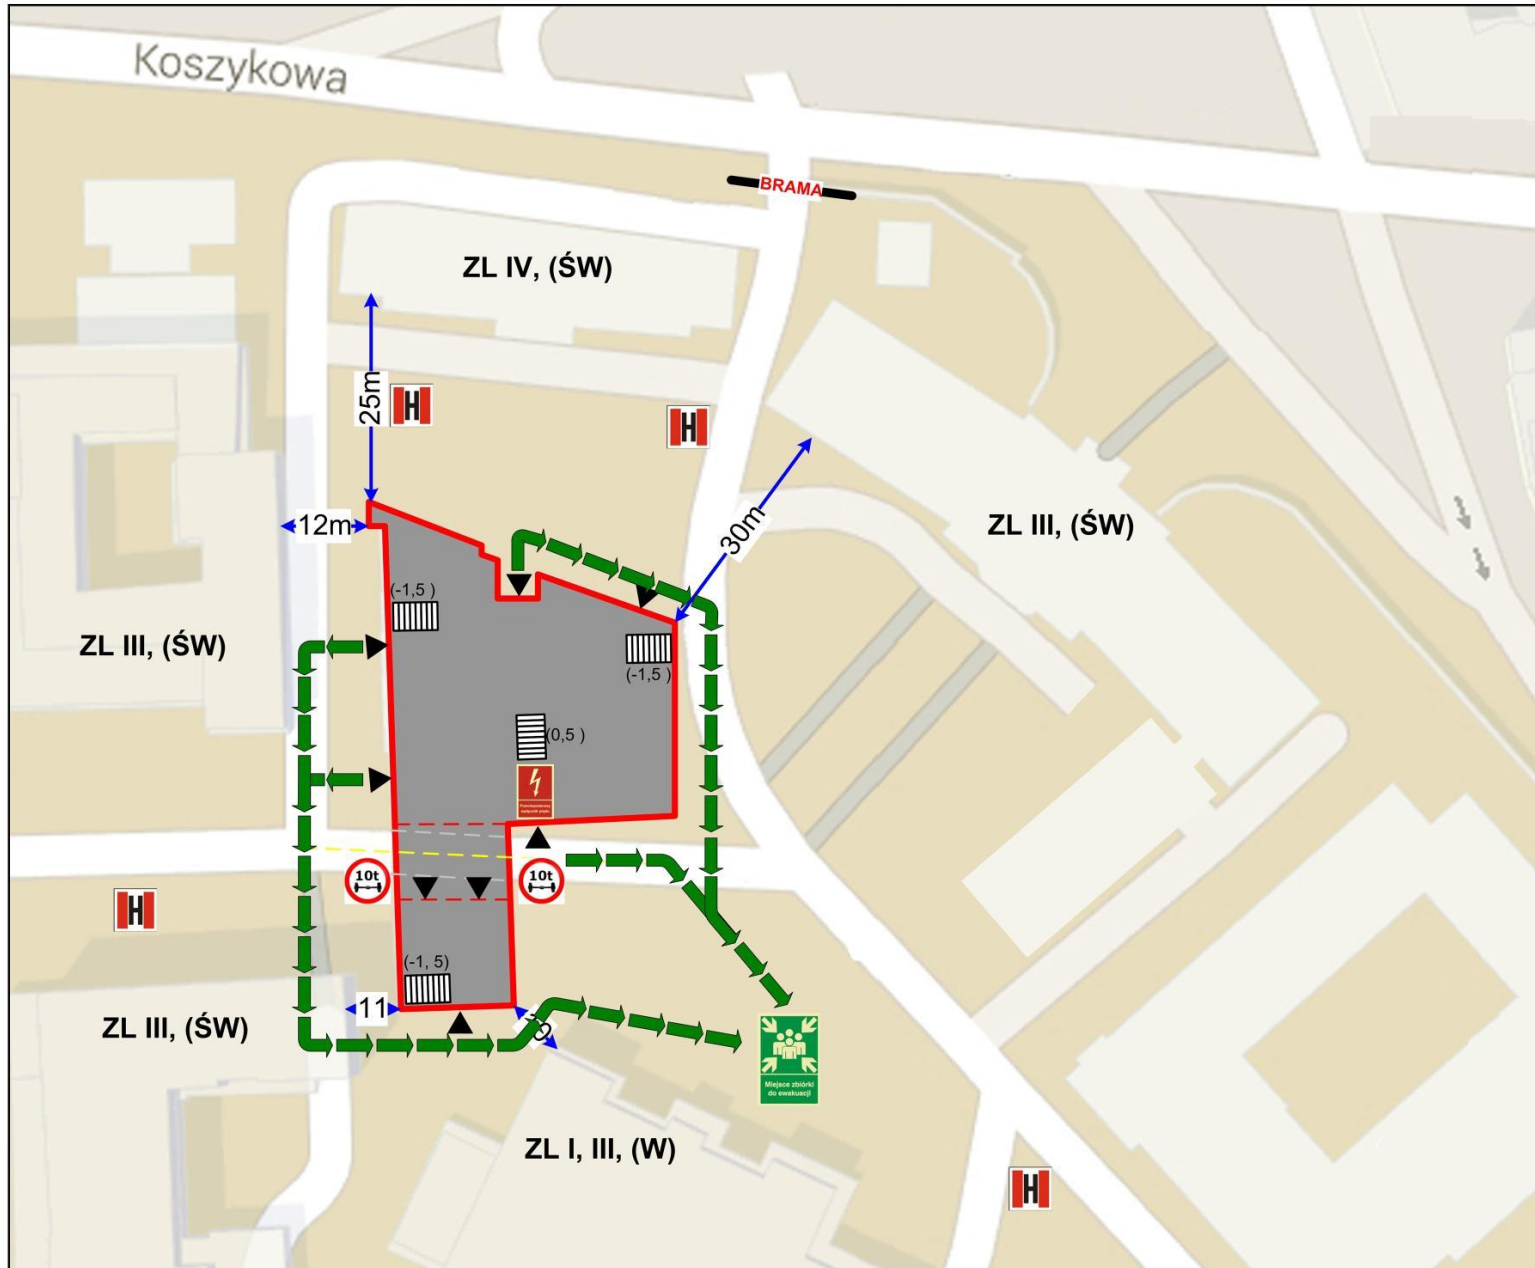 Koszykowa
BRAMA
ZL IV, (ŚW)
25m
H
H
12m
30m
ZL III, (ŚW)
(-1,5 )
ZL III, (ŚW)
(-1,5 )
(0,5 )
10t
10t
H
(-1, 5)
11
ZL III, (ŚW)
Miejsce zbiórki
do ewakuacji
ZL I, III, (W)
H